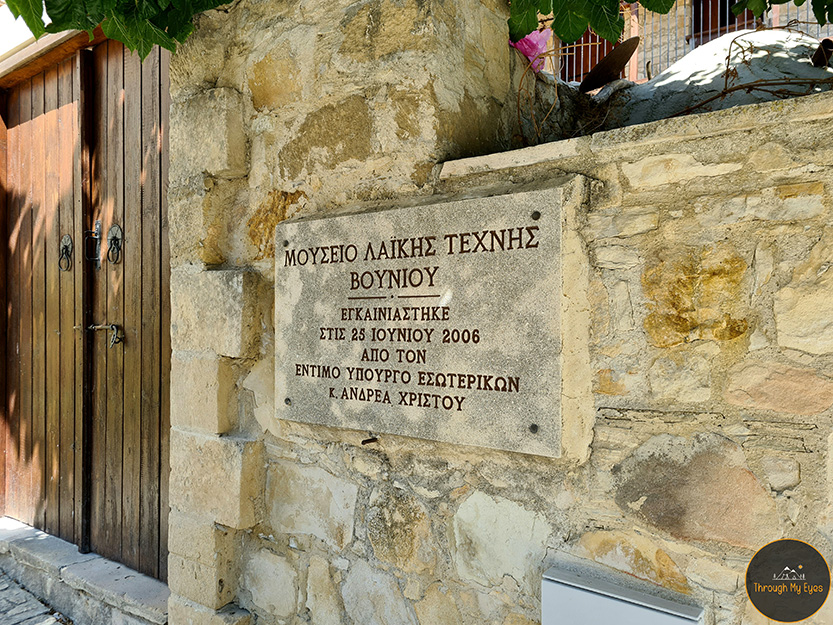 ΜΟΥΣΕΙΟ ΛΑΪΚΗΣ ΤΕΧΝΗΣ
ΒΟΥΝΙΟΥ
ΕΓΚΑΙΝΙΑΣΤΗΚΕ
ΣΤΙΣ 25 ΙΟΥΝΙΟΥ 2006
ΑΠΟ ΤΟΝ
ΕΝΤΙΜΟ ΥΠΟΥΡΓΟ ΕΣΩΤΕΡΙΚΩΝ
Κ. ΑΝΔΡΕΑ ΧΡΙΣΤΟΥ
Through My Eyes